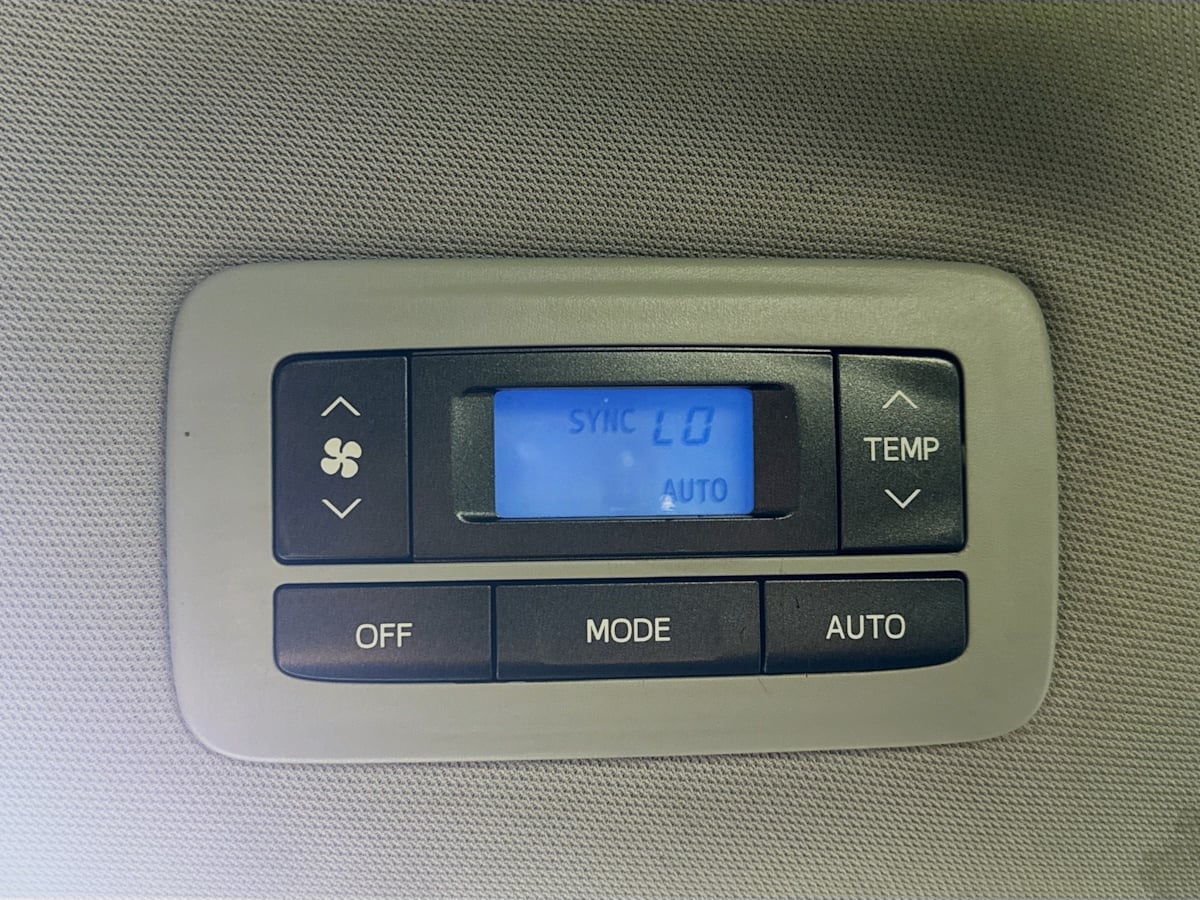 SYNC LO
AUTO
TEMP
OFF MODE AUTO